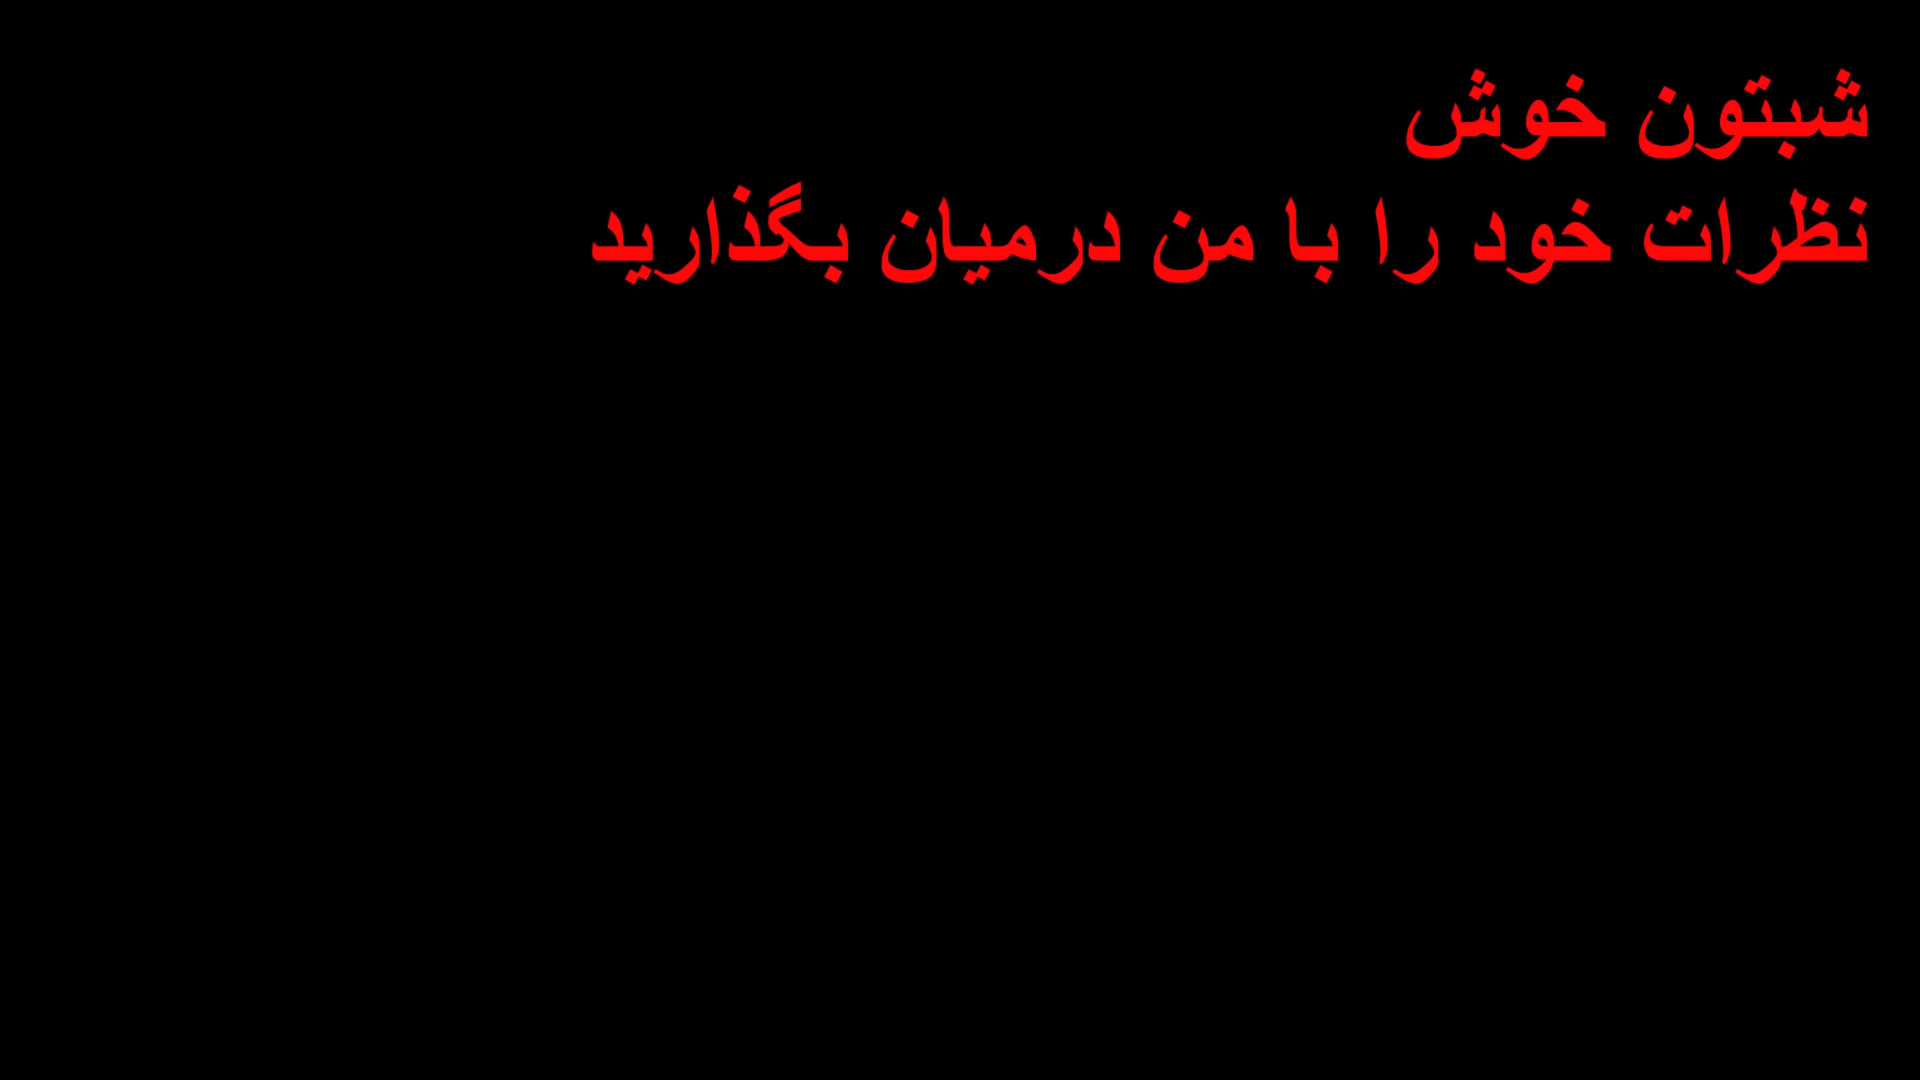 شبتون خوش
نظرات خود را با من درمیان بگذارید